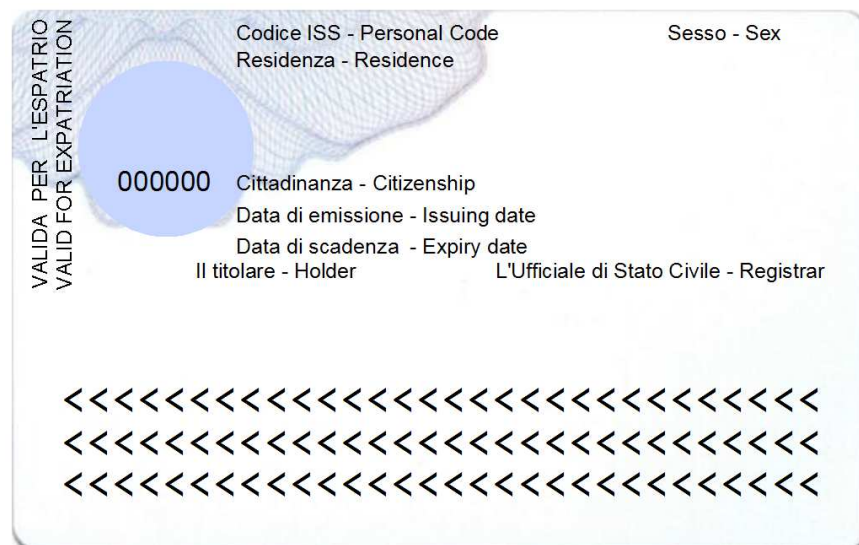 VALIDA PER L'ESPATRIO
VALID FOR EXPATRIATION
Codice ISS - Personal Code Sesso - Sex
Residenza - Residence
000000 Cittadinanza - Citizenship
Data di emissione - Issuing date
Data di scadenza - Expiry date
Il titolare - Holder L'Ufficiale di Stato Civile - Registrar
<<<<<<<<<<<<<<<<<<<<<<<<<<<<<<
<<<<<<<<<<<<<<<<<<<<<<<<<<<<<<
<<<<<<<<<<<<<<<<<<<<<<<<<<<<<<